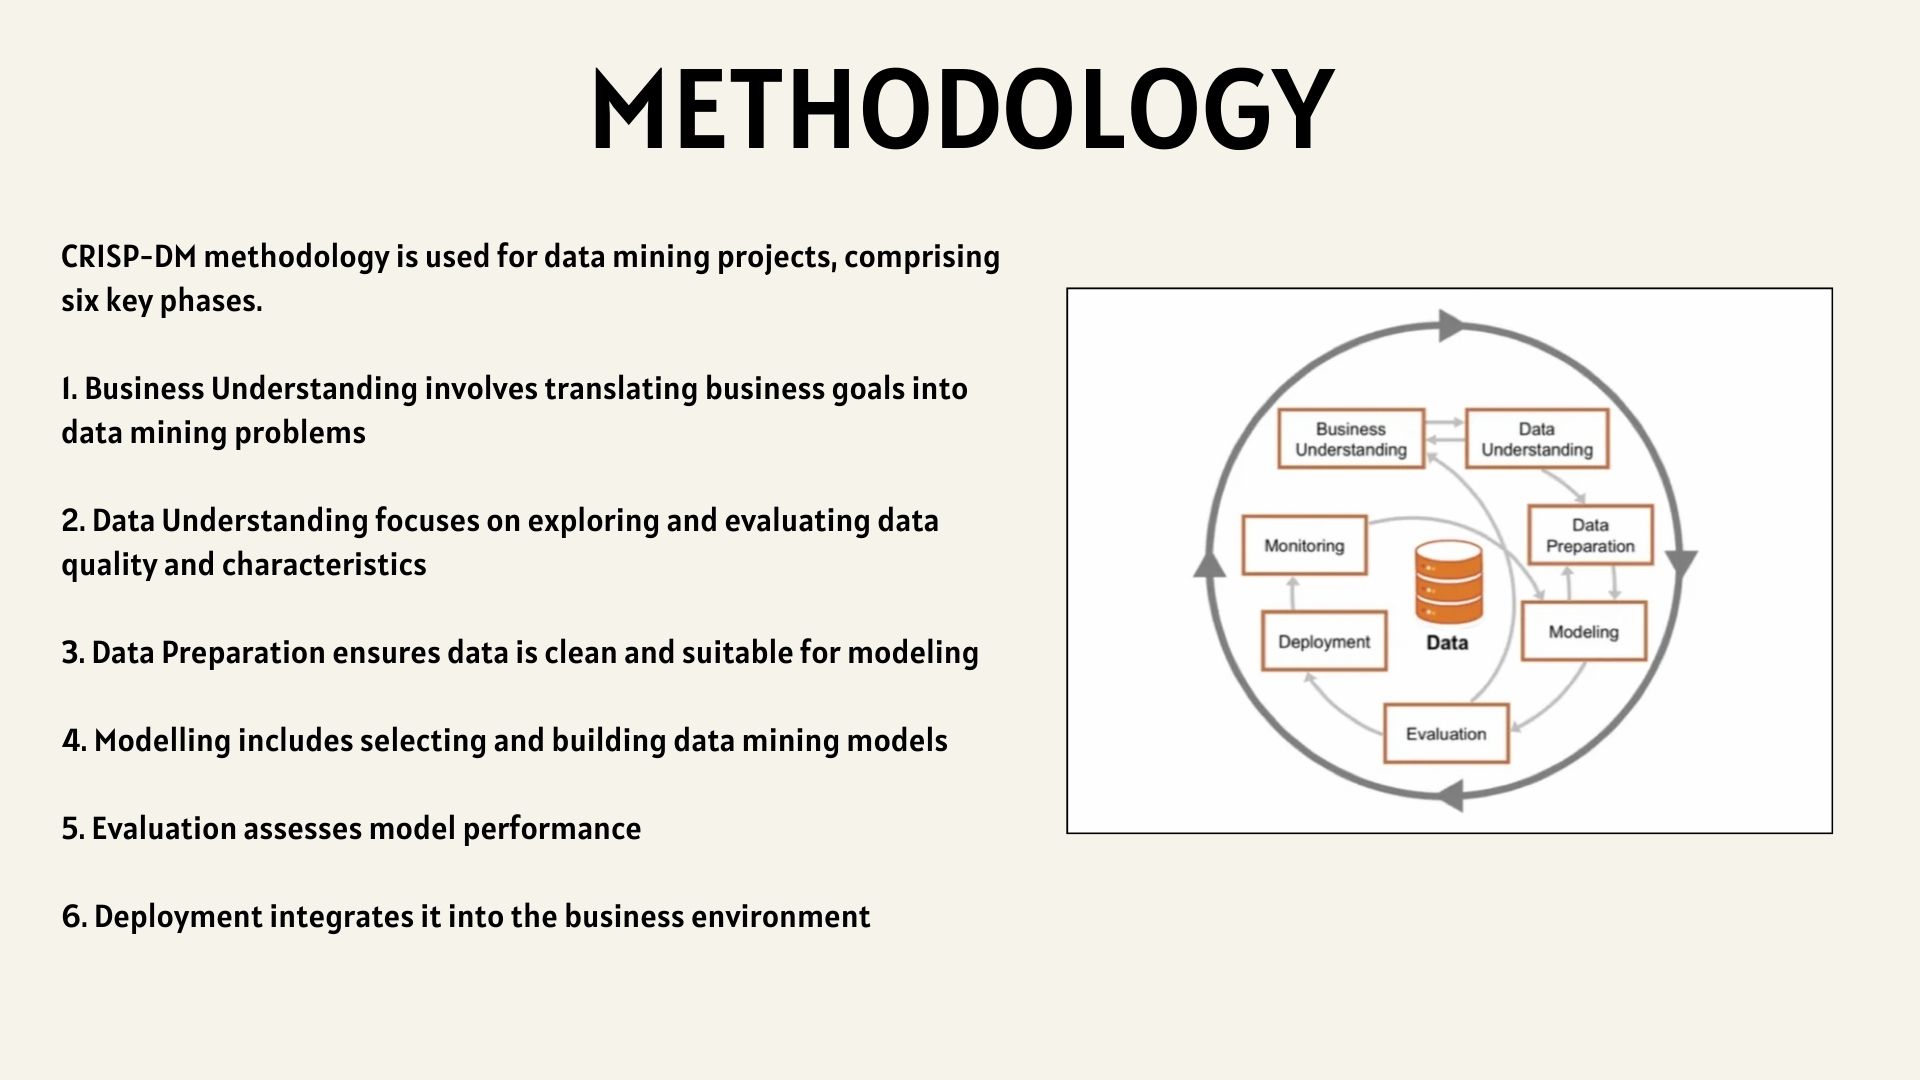 METHODOLOGY
CRISP-DM methodology is used for data mining projects, comprising
six key phases.
1. Business Understanding involves translating business goals into
data mining problems
2. Data Understanding focuses on exploring and evaluating data
quality and characteristics
3. Data Preparation ensures data is clean and suitable for modeling
4. Modelling includes selecting and building data mining models
5. Evaluation assesses model performance
6. Deployment integrates it into the business environment
Business
Understanding
Data
Understanding
Monitoring
Data
Preparation
Deployment
Data
Modeling
Evaluation